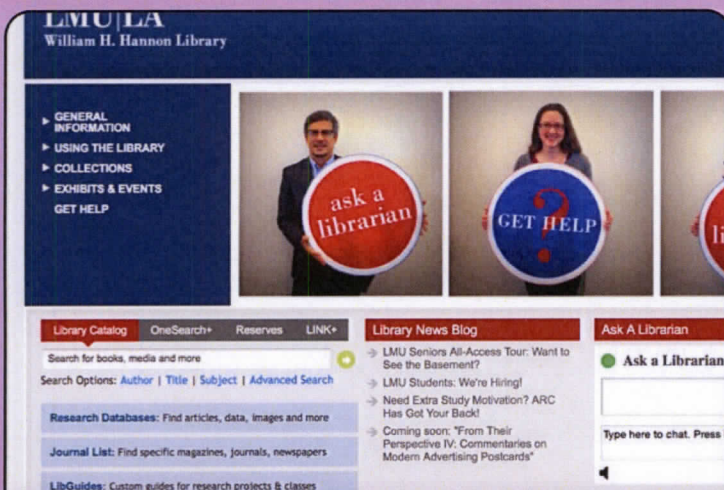 LMU|LA
William H. Hannon Library
GENERAL
INFORMATION
USING THE LIBRARY
COLLECTIONS
EXHIBITS & EVENTS
GET HELP
ask a
librarian
?
GET HELP
li
Library Catalog OneSearch+ Reserves LINK+
Search for books, media and more
Search Options: Author | Title | Subject | Advanced Search
Research Databases: Find articles, data, images and more
Journal List: Find specific magazines, journals, newspapers
LibGuides: Custom guides for research projects & classes
Library News Blog
LMU Seniors All-Access Tour: Want to
See the Basement?
LMU Students: We're Hiring!
Need Extra Study Motivation? ARC
Has Got Your Back!
Coming soon: "From Their
Perspective IV: Commentaries on
Modern Advertising Postcards"
Ask A Librarian
Ask a Librarian
Type here to chat. Press